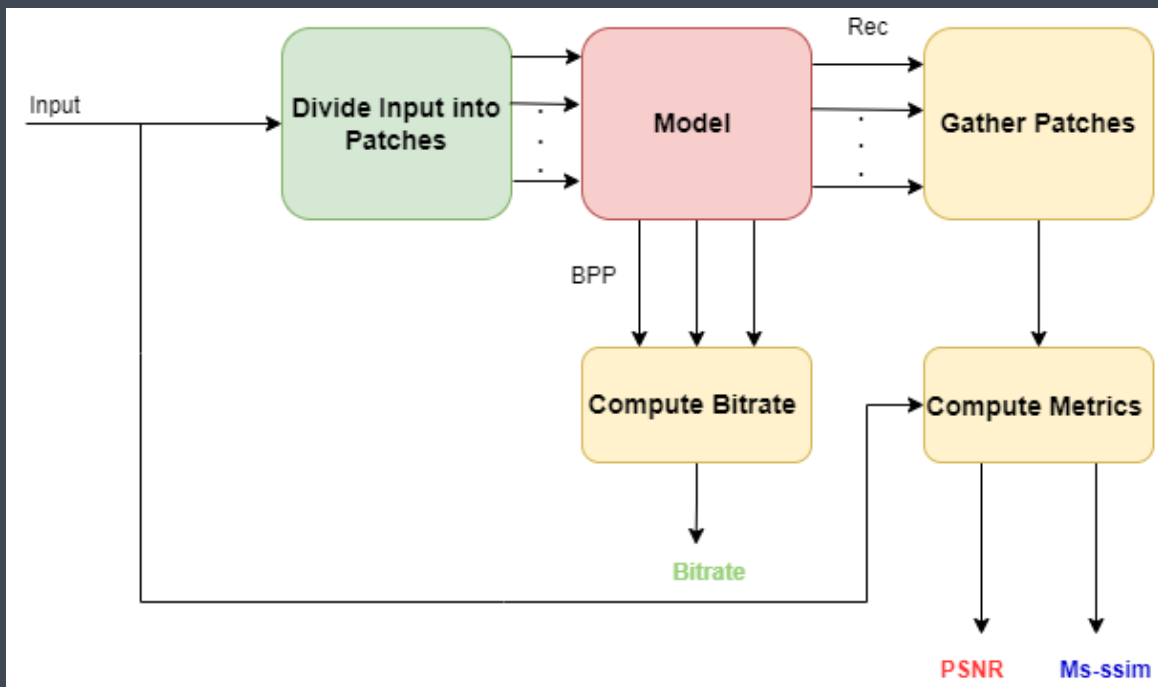 Rec
Input
Divide Input into
Patches
Model
Gather Patches
BPP
Compute Bitrate
Compute Metrics
Bitrate
PSNR
Ms-ssim